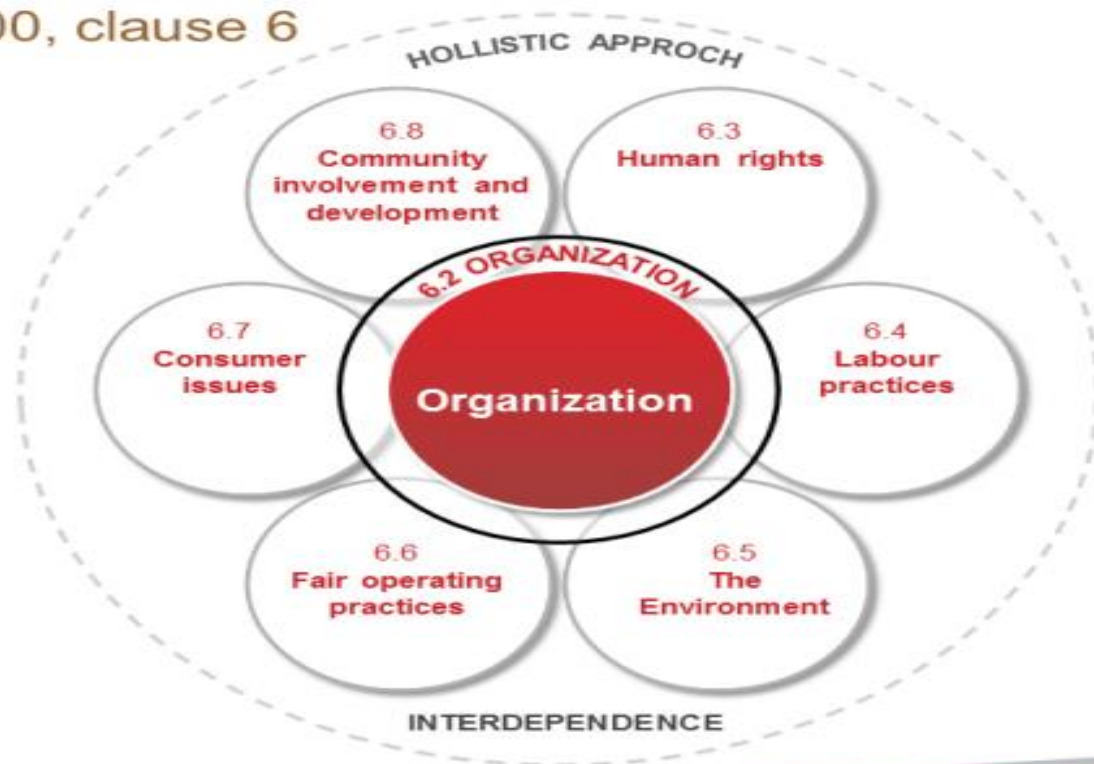 00, clause 6
HOLLISTIC APPROCH
6.8
Community
involvement and
development
6.3
Human rights
6.2 ORGANIZATION
Organization
6.7
Consumer
issues
6.4
Labour
practices
6.6
Fair operating
practices
6.5
The
Environment
INTERDEPENDENCE